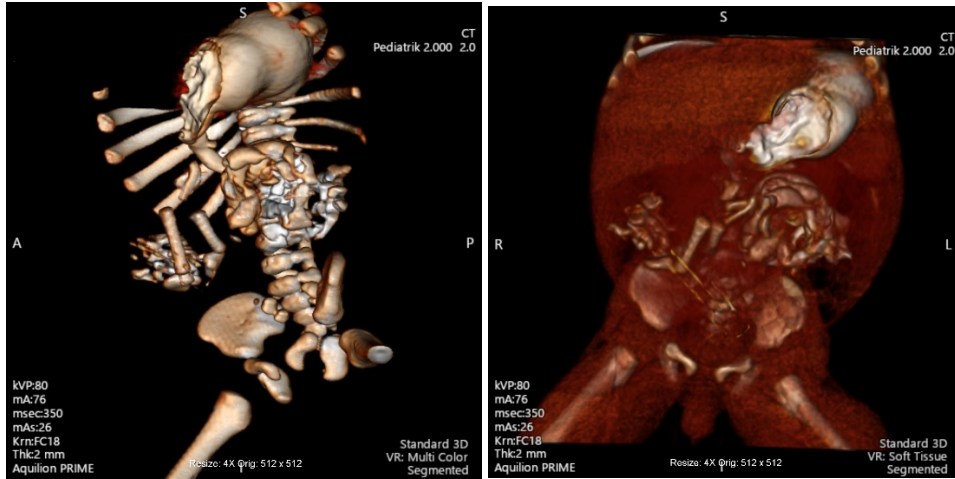 S
CT
Pediatrik 2.000 2.0
A
P
kVP:80
mA:76
msec:350
mAs:26
Krn:FC18
Thk:2 mm
Aquilion PRIME
Resize: 4X Orig: 512 x 512
I
Standard 3D
VR: Multi Color
Segmented
S
CT
Pediatrik 2.000 2.0
R
L
kVP:80
mA:76
msec:350
mAs:26
Krn:FC18
Thk:2 mm
Aquilion PRIME
Resize: 4X Orig: 512 x 512
I
Standard 3D
VR: Soft Tissue
Segmented